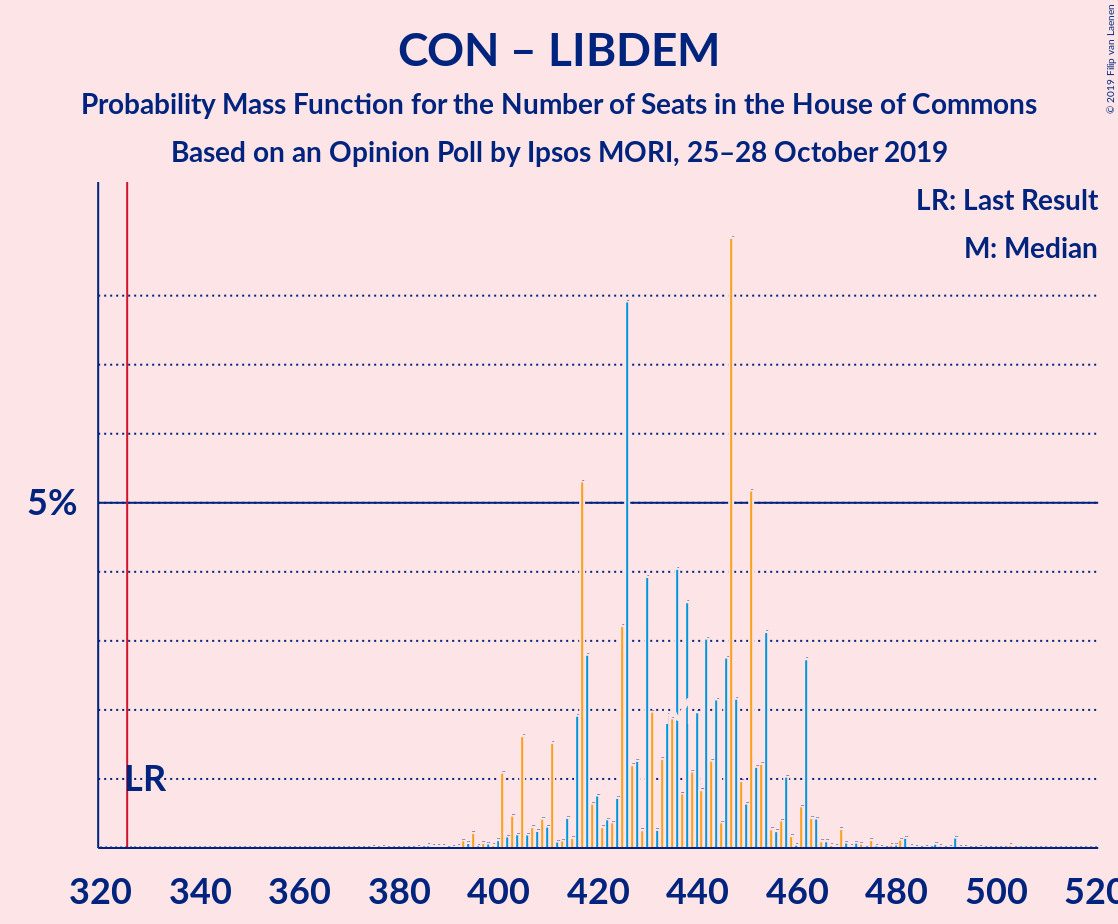 CON – LIBDEM
Probability Mass Function for the Number of Seats in the House of Commons
Based on an Opinion Poll by Ipsos MORI, 25–28 October 2019
© 2019 Filip van Laenen
LR: Last Result
M: Median
5%
LR
320 340 360 380 400 420 440 460 480 500 520